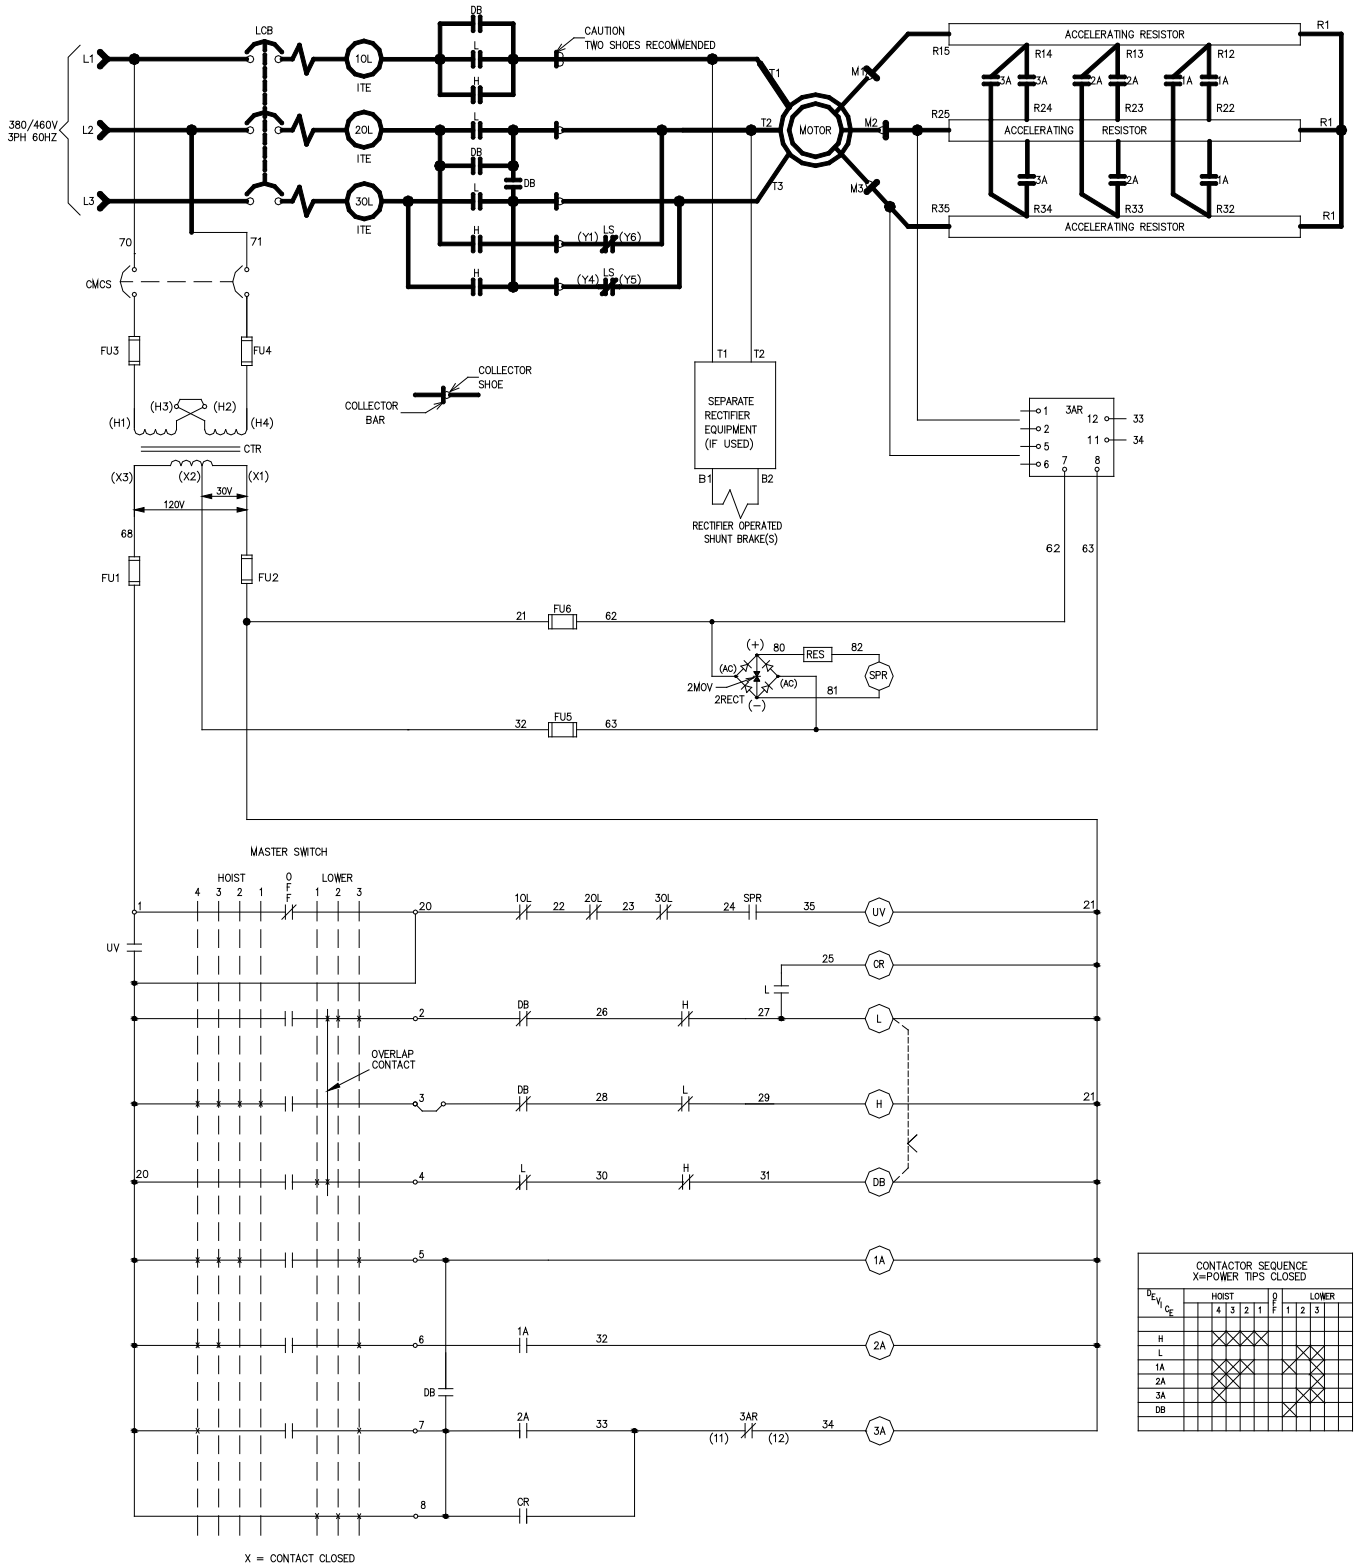 LCB
DB
L
H
CAUTION
TWO SHOES RECOMMENDED
L1
10L
ITE
T1
M1
R15
ACCELERATING RESISTOR
R1
R14
R13
R12
3A
3A
2A
2A
1A
1A
R24
R23
R22
380/460V
3PH 60HZ
L2
20L
ITE
L
DB
DB
T2
MOTOR
M2
R25
ACCELERATING RESISTOR
R1
3A
2A
1A
L3
30L
ITE
L
T3
M3
R35
R34
R33
R32
R1
ACCELERATING RESISTOR
70
71
H
(Y1)
LS
(Y6)
H
(Y4)
LS
(Y5)
CMCS
FU3
FU4
T1
T2
COLLECTOR
SHOE
COLLECTOR
BAR
(H1)
(H3)
(H2)
(H4)
CTR
(X3)
(X2)
(X1)
30V
120V
SEPARATE
RECTIFIER
EQUIPMENT
(IF USED)
B1
B2
RECTIFIER OPERATED
SHUNT BRAKE(S)
1
3AR
12
33
2
11
34
5
6
7
8
68
62
63
FU1
FU2
21
FU6
62
(+)
80
RES
82
(AC)
(AC)
SPR
2MOV
2RECT
(-)
81
32
FU5
63
MASTER SWITCH
HOIST
OFF
LOWER
4
3
2
1
1
2
3
1
20
10L
22
20L
23
30L
24
SPR
35
UV
21
UV
25
CR
L
2
DB
26
H
27
L
OVERLAP
CONTACT
3
DB
28
L
29
H
21
20
4
L
30
H
31
DB
5
1A
6
1A
32
2A
DB
7
2A
33
3AR
(11)
(12)
34
3A
8
CR
X = CONTACT CLOSED
CONTACTOR SEQUENCE
X=POWER TIPS CLOSED
DEVICE
HOIST
OFF
LOWER
4 3 2 1 1 2 3
H
L
1A
2A
3A
DB